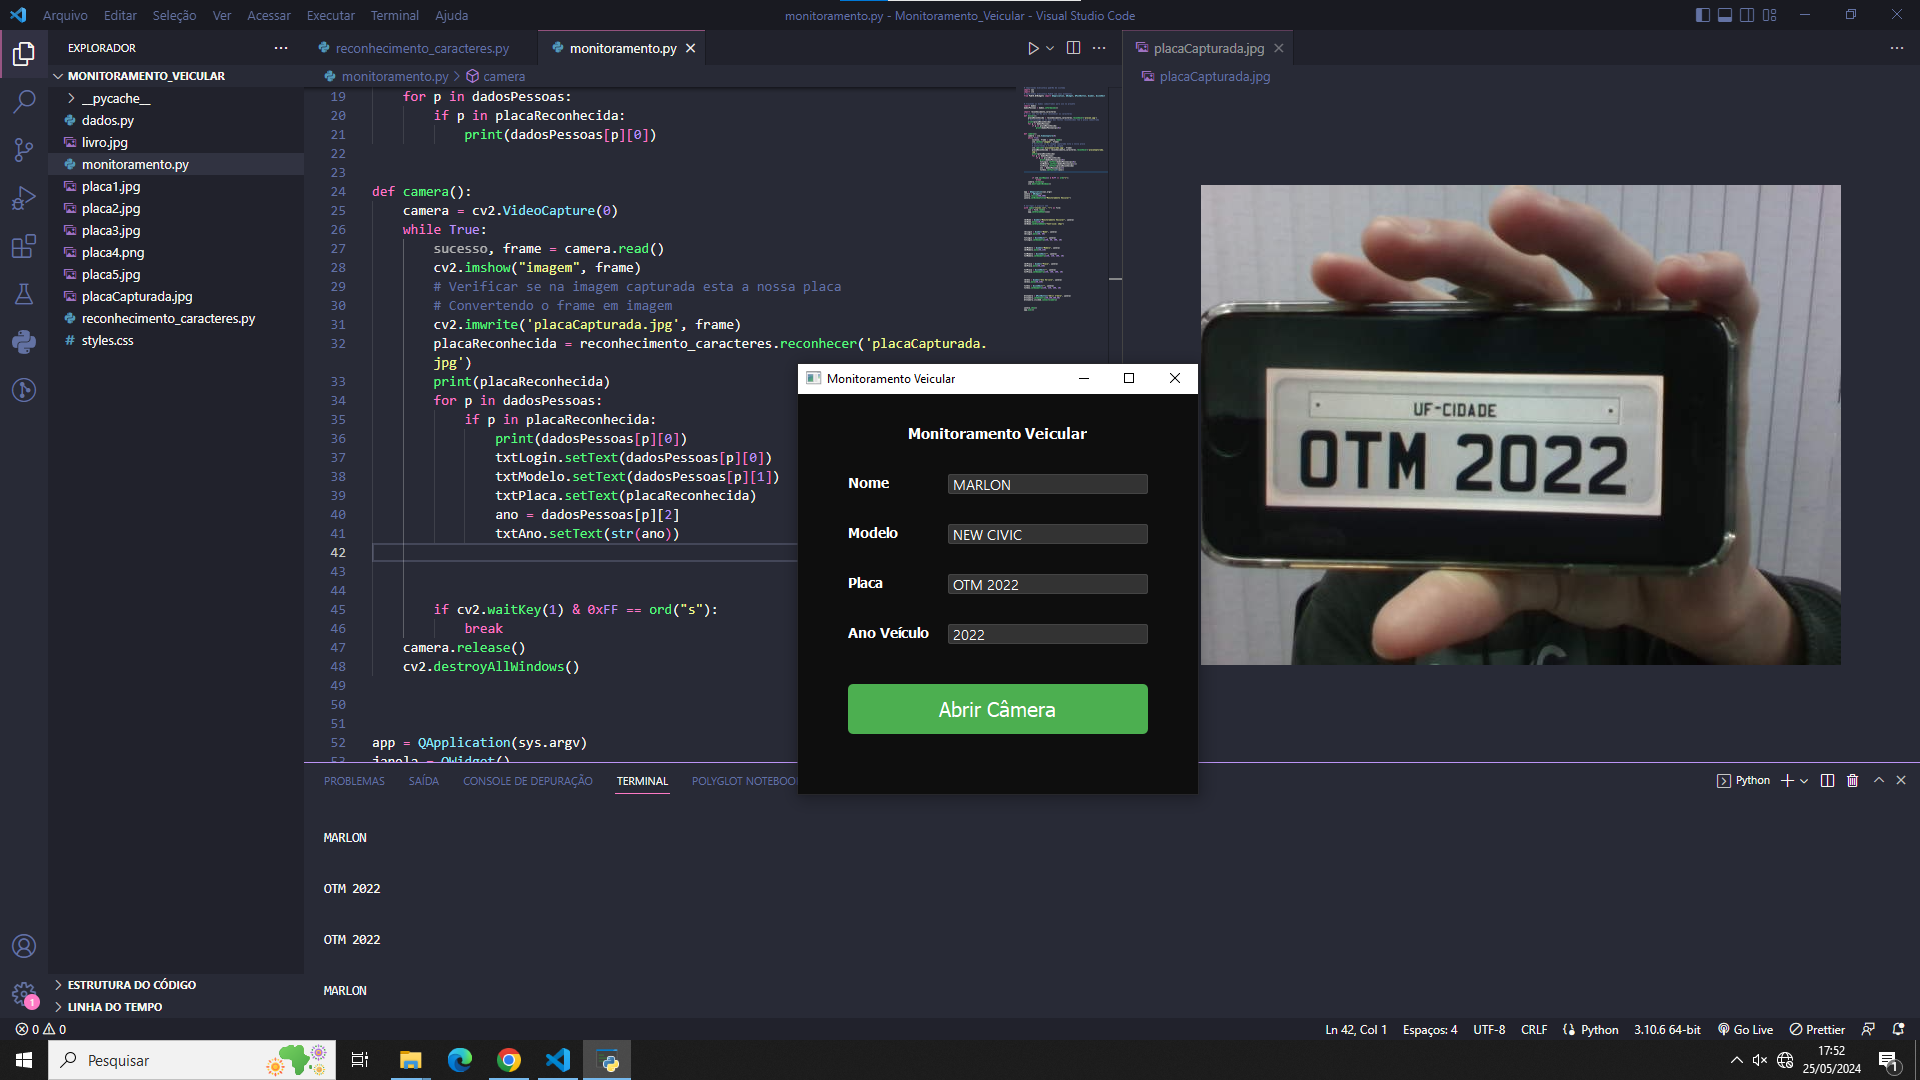 Arquivo Editar Seleção Ver Acessar Executar Terminal Ajuda
monitoramento.py - Monitoramento_Veicular - Visual Studio Code
EXPLORADOR
MONITORAMENTO_VEICULAR
__pycache__
dados.py
livro.jpg
monitoramento.py
placa1.jpg
placa2.jpg
placa3.jpg
placa4.png
placa5.jpg
placaCapturada.jpg
reconhecimento_caracteres.py
# styles.css
ESTRUTURA DO CÓDIGO
LINHA DO TEMPO
reconhecimento_caracteres.py
monitoramento.py
monitoramento.py > camera
19 for p in dadosPessoas:
20 if p in placaReconhecida:
21 print(dadosPessoas[p][0])
22
23
24 def camera():
25 camera = cv2.VideoCapture(0)
26 while True:
27 sucesso, frame = camera.read()
28 cv2.imshow("imagem", frame)
29 # Verificar se na imagem capturada esta a nossa placa
30 # Convertendo o frame em imagem
31 cv2.imwrite('placaCapturada.jpg', frame)
32 placaReconhecida = reconhecimento_caracteres.reconhecer('placaCapturada.
jpg')
33 print(placaReconhecida)
34 for p in dadosPessoas:
35 if p in placaReconhecida:
36 print(dadosPessoas[p][0])
37 txtLogin.setText(dadosPessoas[p][0])
38 txtModelo.setText(dadosPessoas[p][1])
39 txtPlaca.setText(placaReconhecida)
40 ano = dadosPessoas[p][2]
41 txtAno.setText(str(ano))
42
43
44
45 if cv2.waitKey(1) & 0xFF == ord("s"):
46 break
47 camera.release()
48 cv2.destroyAllWindows()
49
50
51
52 app = QApplication(sys.argv)
53 janela = QWidget()
placaCapturada.jpg
placaCapturada.jpg
UF-CIDADE
OTM 2022
Monitoramento Veicular
Monitoramento Veicular
Nome MARLON
Modelo NEW CIVIC
Placa OTM 2022
Ano Veículo 2022
Abrir Câmera
PROBLEMAS SAÍDA CONSOLE DE DEPURAÇÃO TERMINAL POLYGLOT NOTEBOO
Python
MARLON
OTM 2022
OTM 2022
MARLON
1
0 0
Ln 42, Col 1 Espaços: 4 UTF-8 CRLF Python 3.10.6 64-bit Go Live Prettier
Pesquisar
17:52
25/05/2024
1